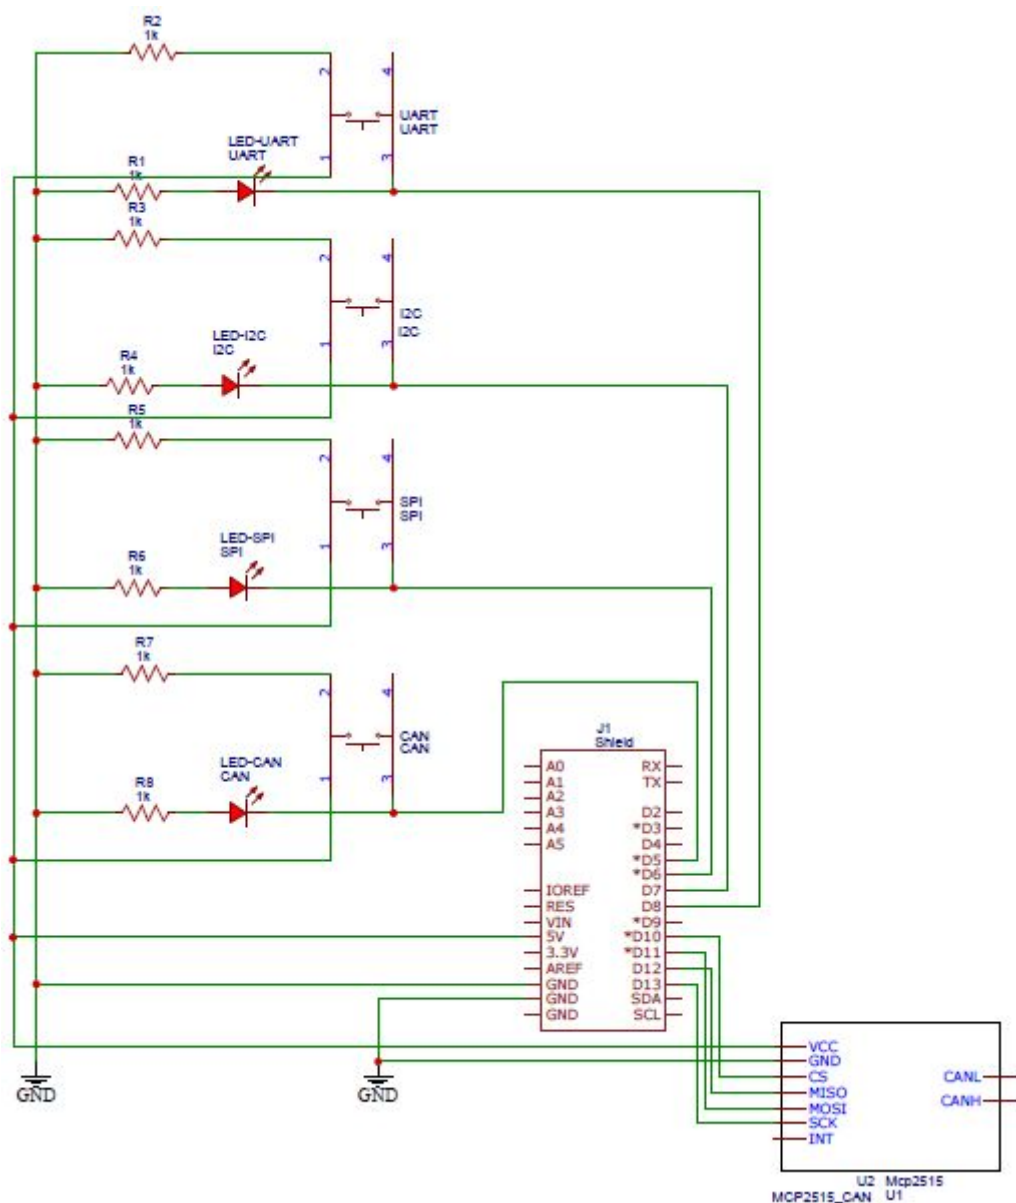 R2
1k
2
4
UART
UART
1
3
LED-UART
UART
R1
1k
R3
1k
2
4
I2C
I2C
1
3
LED-I2C
I2C
R4
1k
R5
1k
2
4
SPI
SPI
1
3
LED-SPI
SPI
R6
1k
R7
1k
2
4
CAN
CAN
1
3
LED-CAN
CAN
R8
1k
J1
Shield
A0 RX
A1 TX
A2
A3 D2
A4 *D3
A5 D4
*D5
*D6
IOREF D7
RES D8
VIN *D9
5V *D10
3.3V *D11
AREF D12
GND D13
GND SDA
GND SCL
GND
GND
VCC
GND
CS CANL
MISO
MOSI CANH
SCK
INT
U2 Mcp2515
MCP2515_CAN U1